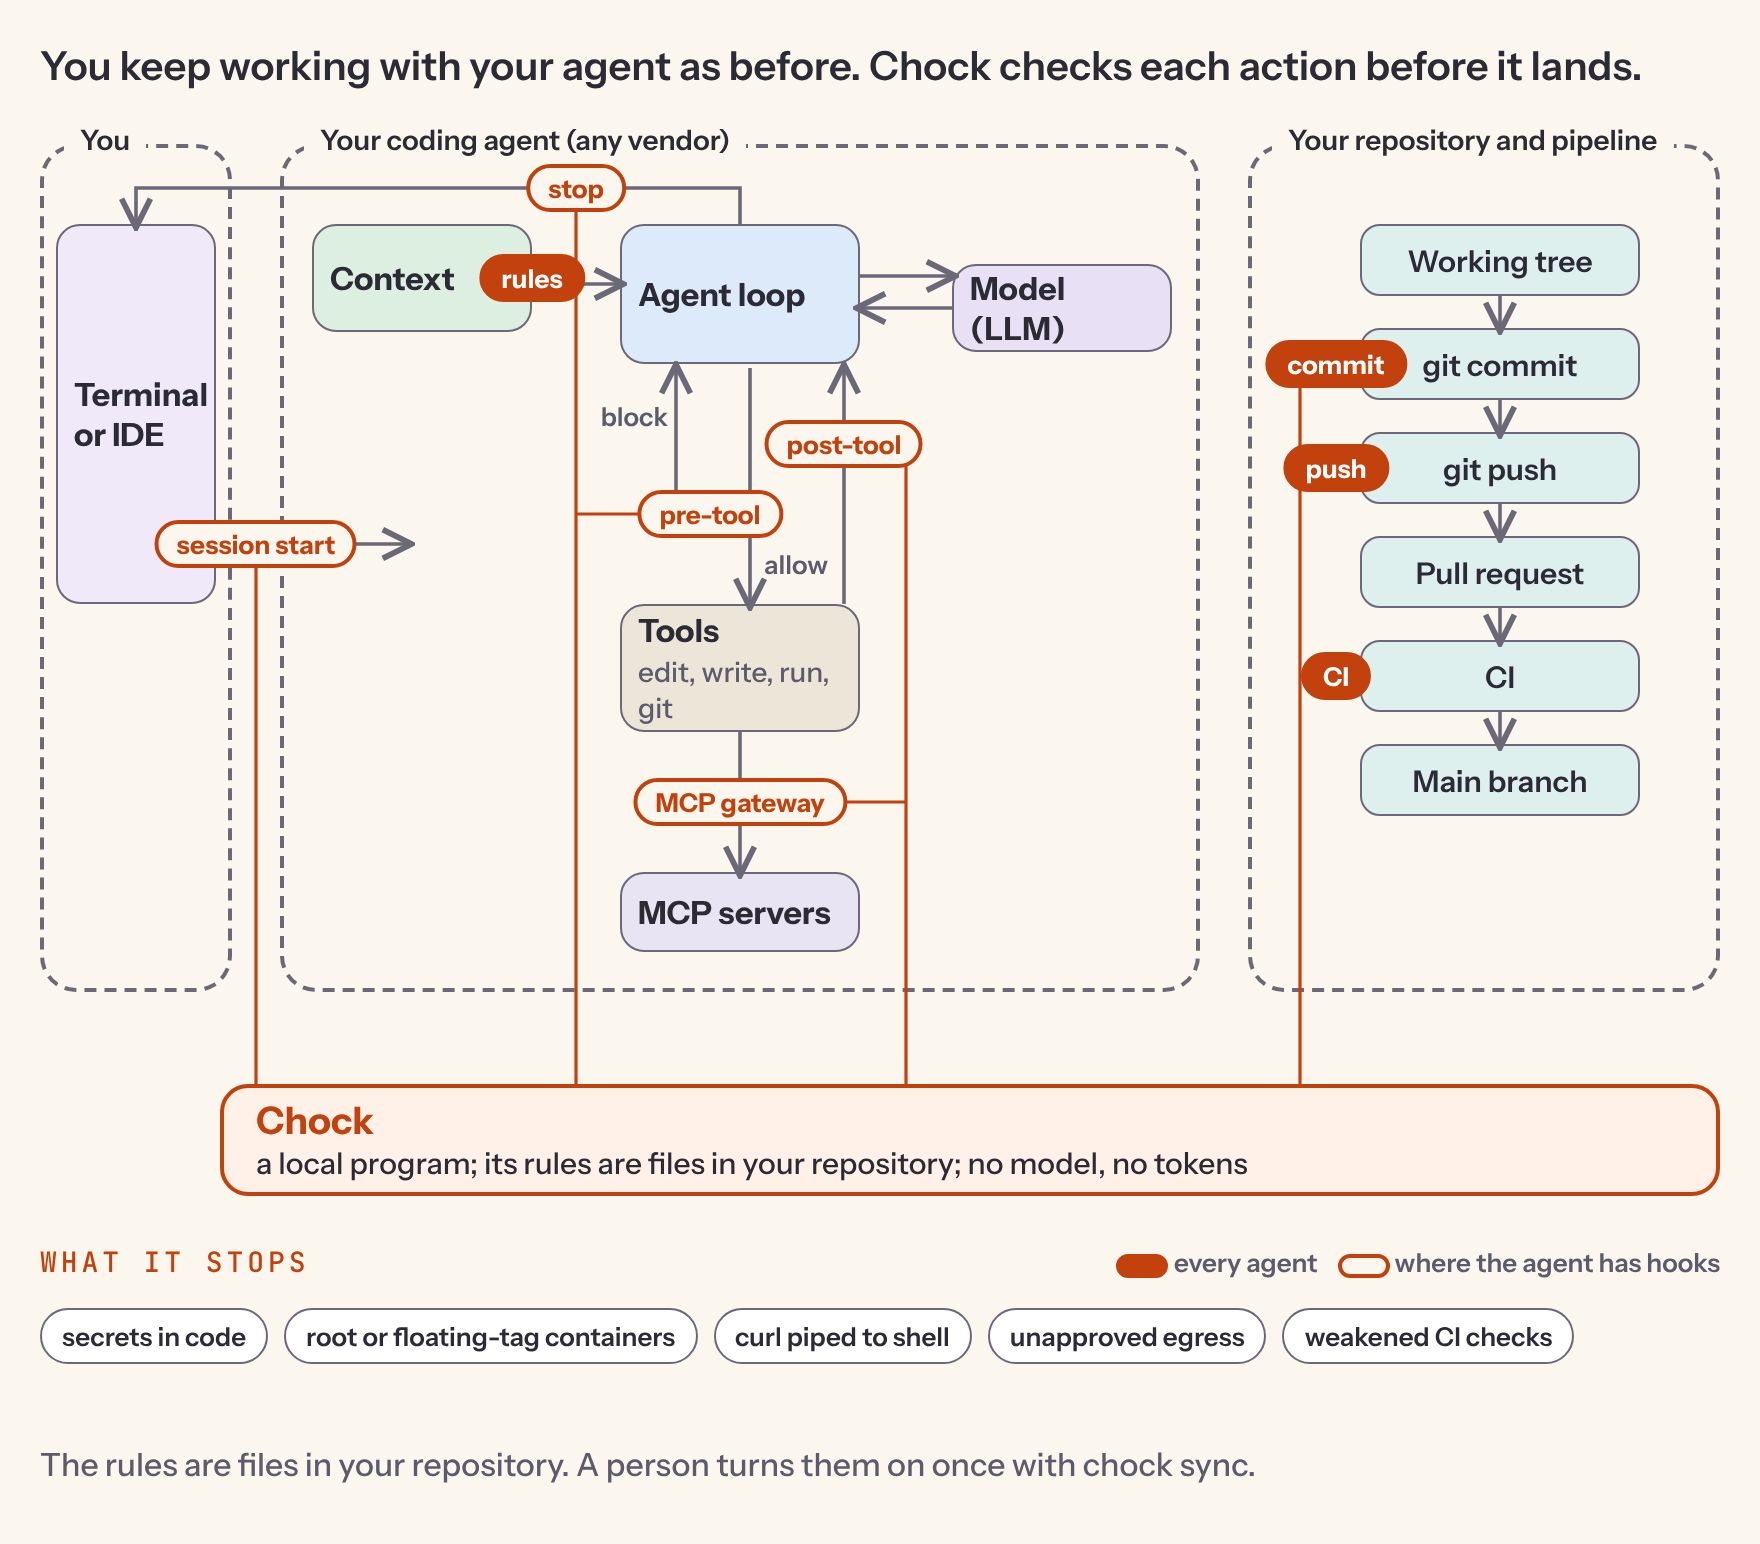 You keep working with your agent as before. Chock checks each action before it lands.
You
Your coding agent (any vendor)
Your repository and pipeline
stop
Context
rules
Agent loop
Model
(LLM)
Terminal
or IDE
session start
block
post-tool
pre-tool
allow
Tools
edit, write, run,
git
MCP gateway
MCP servers
Working tree
commit
git commit
push
git push
Pull request
CI
CI
Main branch
Chock
a local program; its rules are files in your repository; no model, no tokens
WHAT IT STOPS
every agent
where the agent has hooks
secrets in code
root or floating-tag containers
curl piped to shell
unapproved egress
weakened CI checks
The rules are files in your repository. A person turns them on once with chock sync.